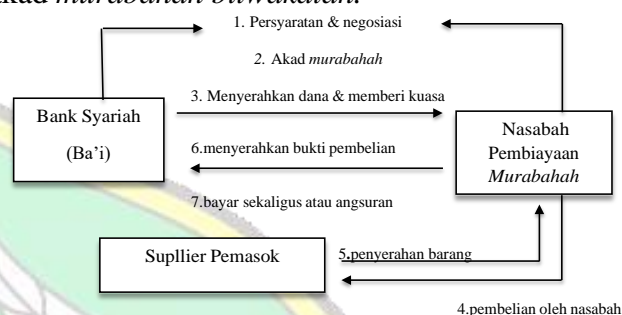 akad murabahah bilwakalah.
1. Persyaratan & negosiasi
2. Akad murabahah
3. Menyerahkan dana & memberi kuasa
Bank Syariah
(Ba'i)
Nasabah
Pembiayaan
Murabahah
6.menyerahkan bukti pembelian
7.bayar sekaligus atau angsuran
Supllier Pemasok
5.penyerahan barang
4.pembelian oleh nasabah